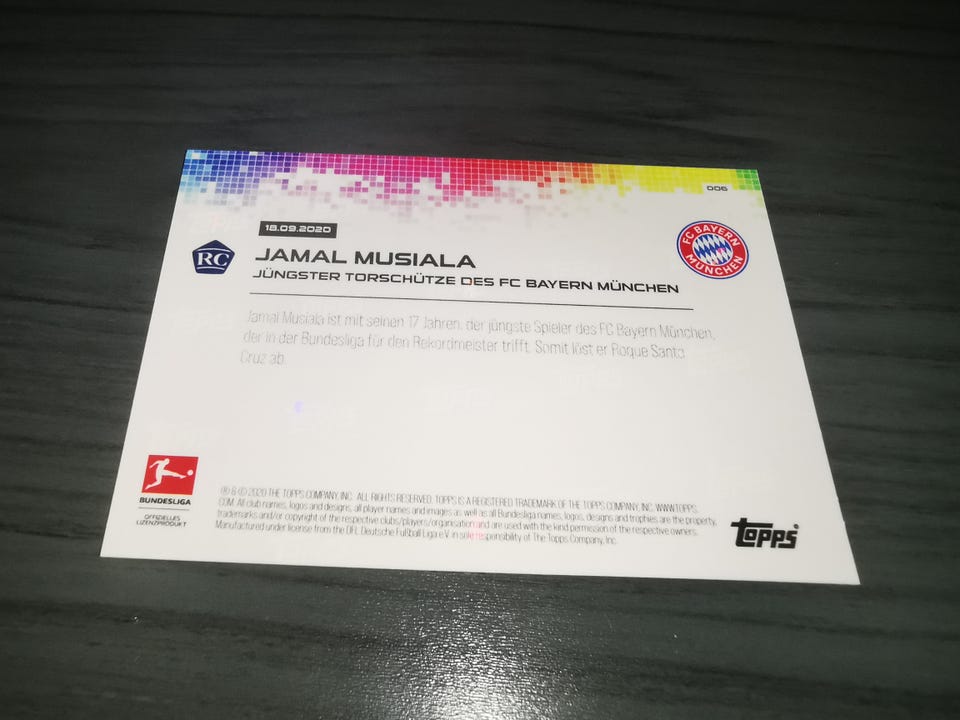 006
18.09.2020
RC
JAMAL MUSIALA
JÜNGSTER TORSCHÜTZE DES FC BAYERN MÜNCHEN
FC BAYERN
MÜNCHEN
Jamal Musiala ist mit seinen 17 Jahren, der jüngste Spieler des FC Bayern München,
der in der Bundesliga für den Rekordmeister trifft. Somit löst er Roque Santa
Cruz ab.
BUNDESLIGA
OFFIZIELLES
LIZENZPRODUKT
® & © 2020 THE TOPPS COMPANY, INC. ALL RIGHTS RESERVED. TOPPS IS A REGISTERED TRADEMARK OF THE TOPPS COMPANY, INC. WWW.TOPPS.
COM. All club names, logos and designs, all player names and images as well as all Bundesliga names, logos, designs and trophies are the property,
trademarks and/or copyright of the respective clubs/players/organisation and are used with the kind permission of the respective owners.
Manufactured under license from the DFL Deutsche Fußball Liga e.V. in sole responsibility of The Topps Company, Inc.
topps